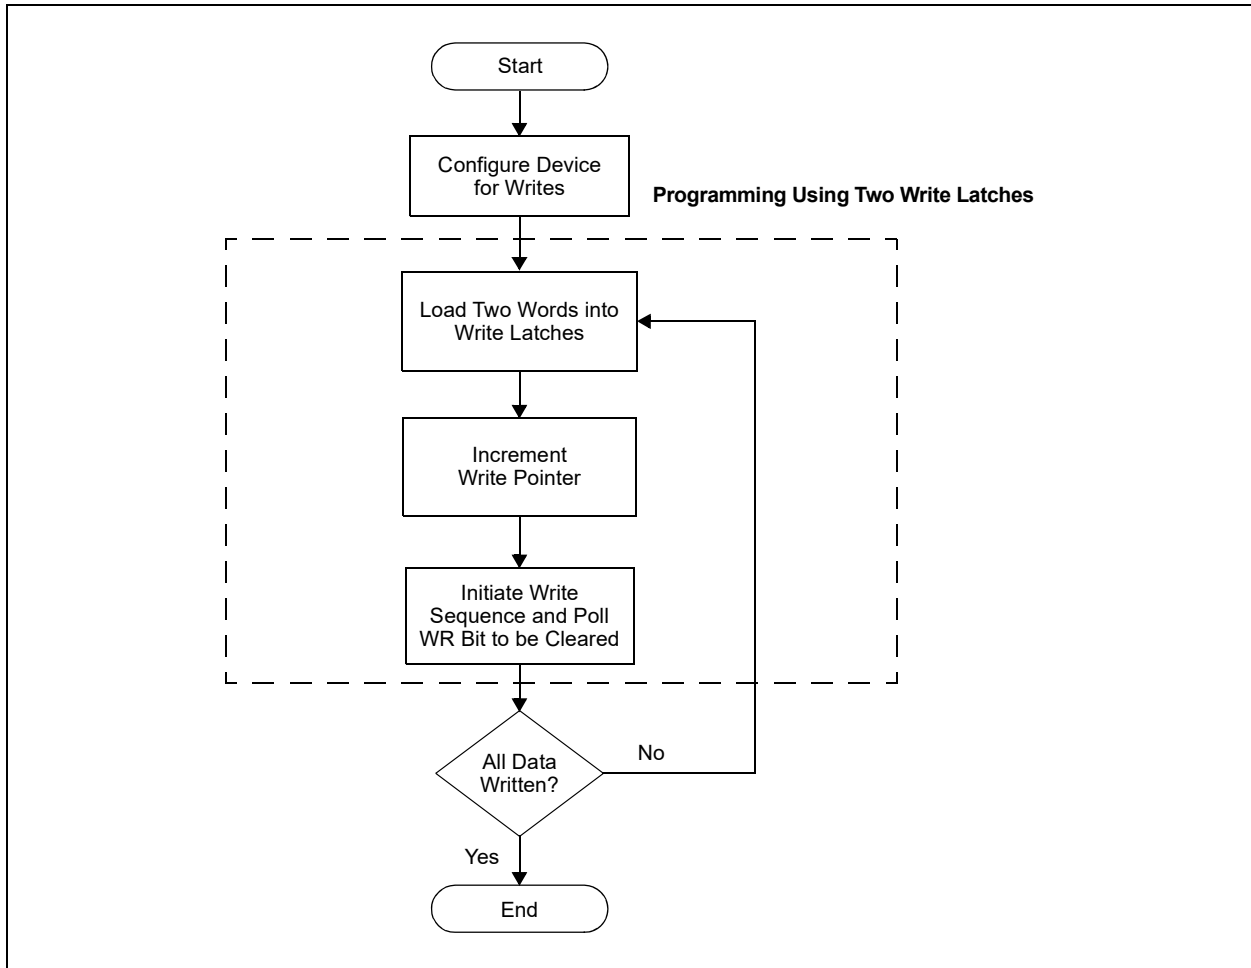 Start
Configure Device
for Writes
Programming Using Two Write Latches
Load Two Words into
Write Latches
Increment
Write Pointer
Initiate Write
Sequence and Poll
WR Bit to be Cleared
All Data
Written?
No
Yes
End